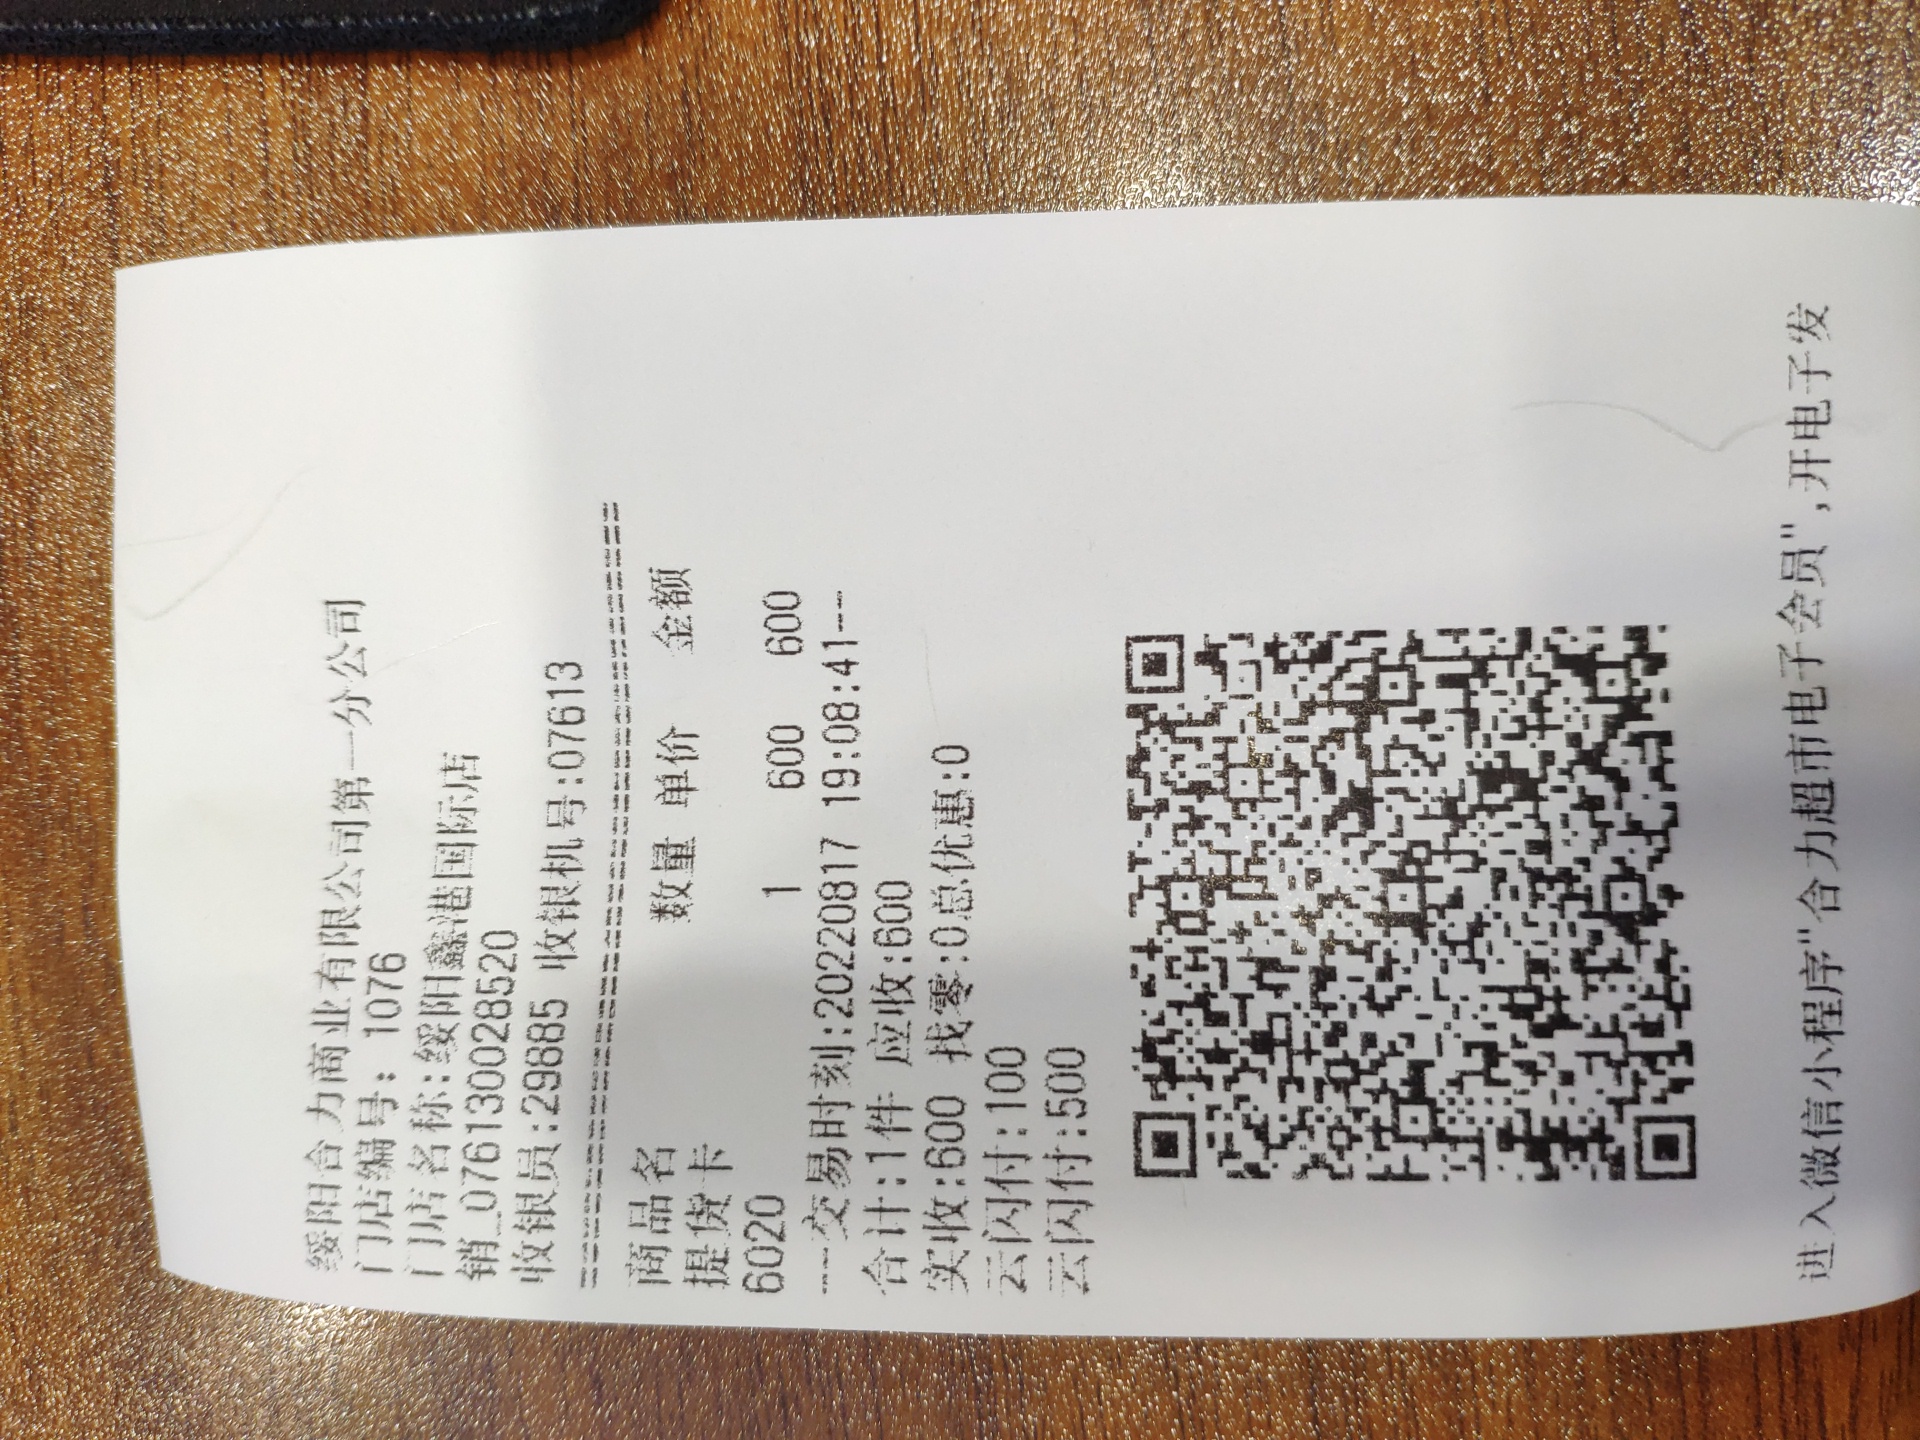 绥阳合力商业有限公司第一分公司
门店编号: 1076
门店名称:绥阳鑫港国际店
销_0761300285​20
收银员:29885 收银机号:07613
商品名 数量 单价 金额
提货卡
6020 1 600 600
---交易时刻:20220817 19:08:41---
合计:1件 应收:600
实收:600 找零:0总优惠:0
云闪付:100
云闪付:500
进入微信小程序"合力超市电子会员",开电子发